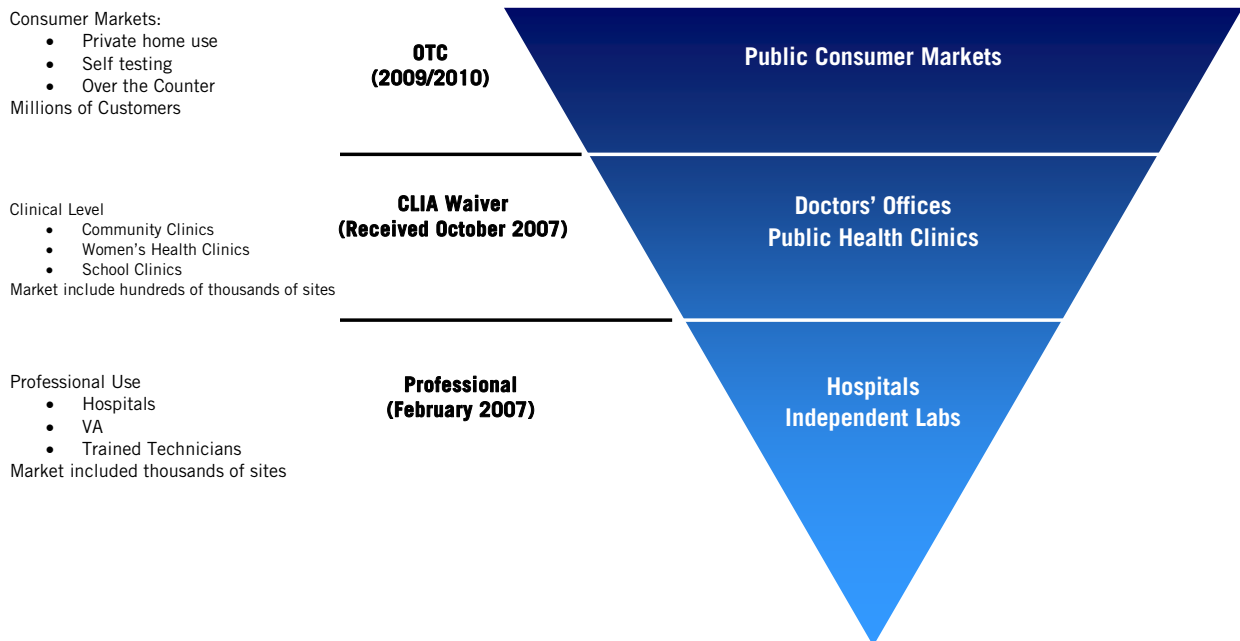 Consumer Markets:
• Private home use
• Self testing
• Over the Counter
Millions of Customers
OTC
(2009/2010)
Public Consumer Markets
Clinical Level
• Community Clinics
• Women’s Health Clinics
• School Clinics
Market include hundreds of thousands of sites
CLIA Waiver
(Received October 2007)
Doctors’ Offices
Public Health Clinics
Professional Use
• Hospitals
• VA
• Trained Technicians
Market included thousands of sites
Professional
(February 2007)
Hospitals
Independent Labs